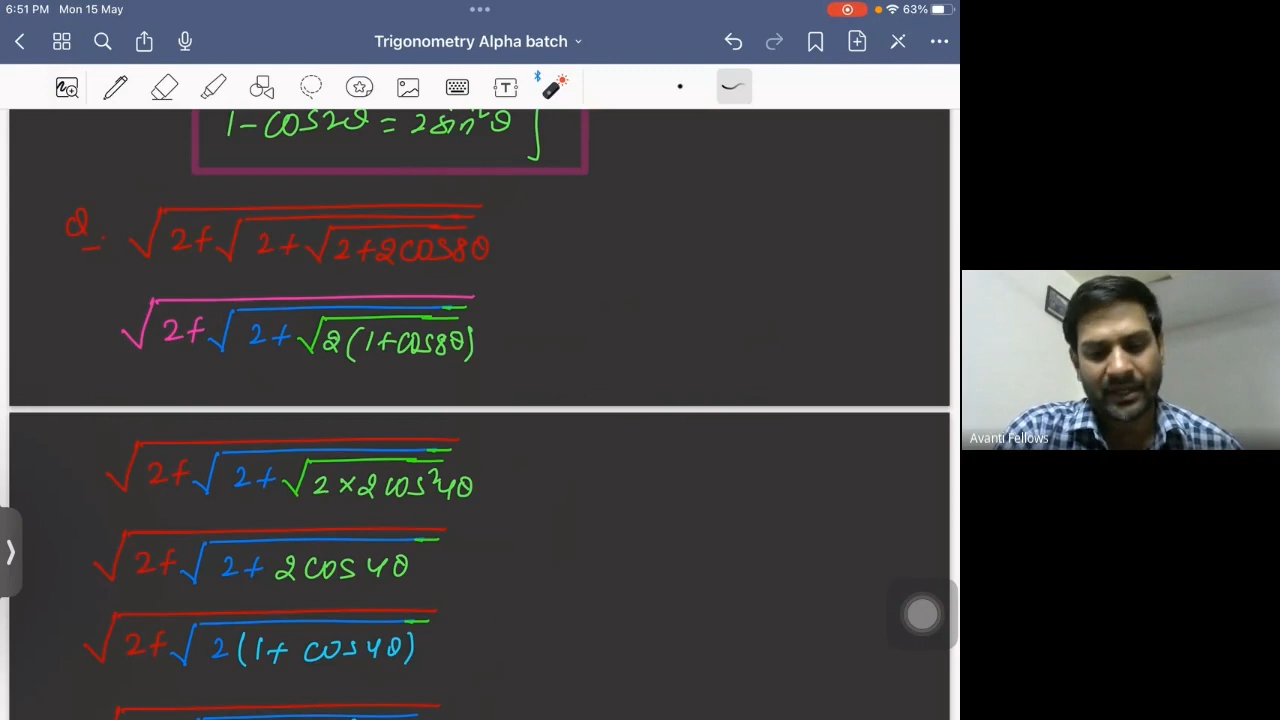 6:51 PM Mon 15 May
63%
Trigonometry Alpha batch
1 - cos2θ = 2sin²θ ]
Q. √(2+√(2+√(2+2cos8θ
√(2+√(2+√(2(1+cos8θ)
√(2+√(2+√(2×2cos²4θ
√(2+√(2+2cos4θ
√(2+√(2(1+cos4θ)
Avanti Fellows